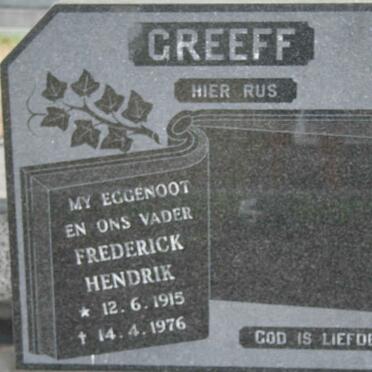 GREEFF
HIER RUS
MY EGGENOOT
EN ONS VADER
FREDERICK
HENDRIK
* 12.6.1915
† 14.4.1976
GOD IS LIEFDE